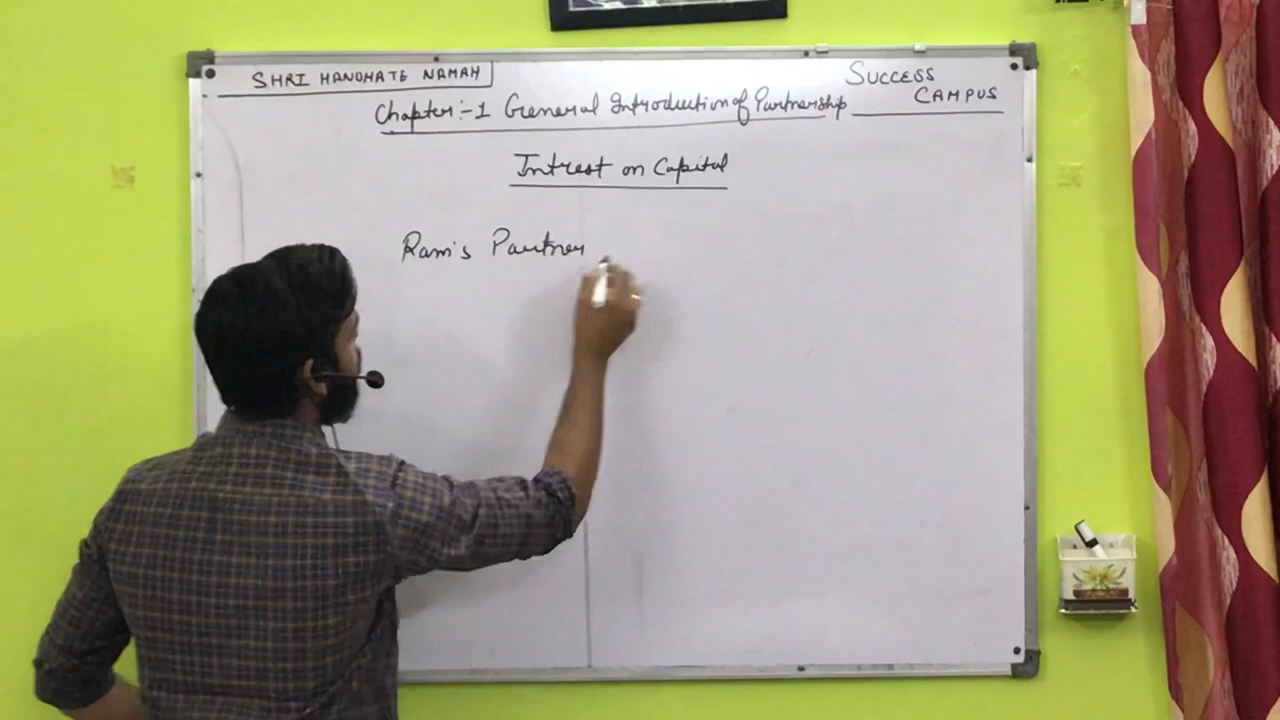 SHRI HANUMATE NAMAH
SUCCESS CAMPUS
Chapter:-1 General Introduction of Partnership
Intrest on Capital
Ram's Partner